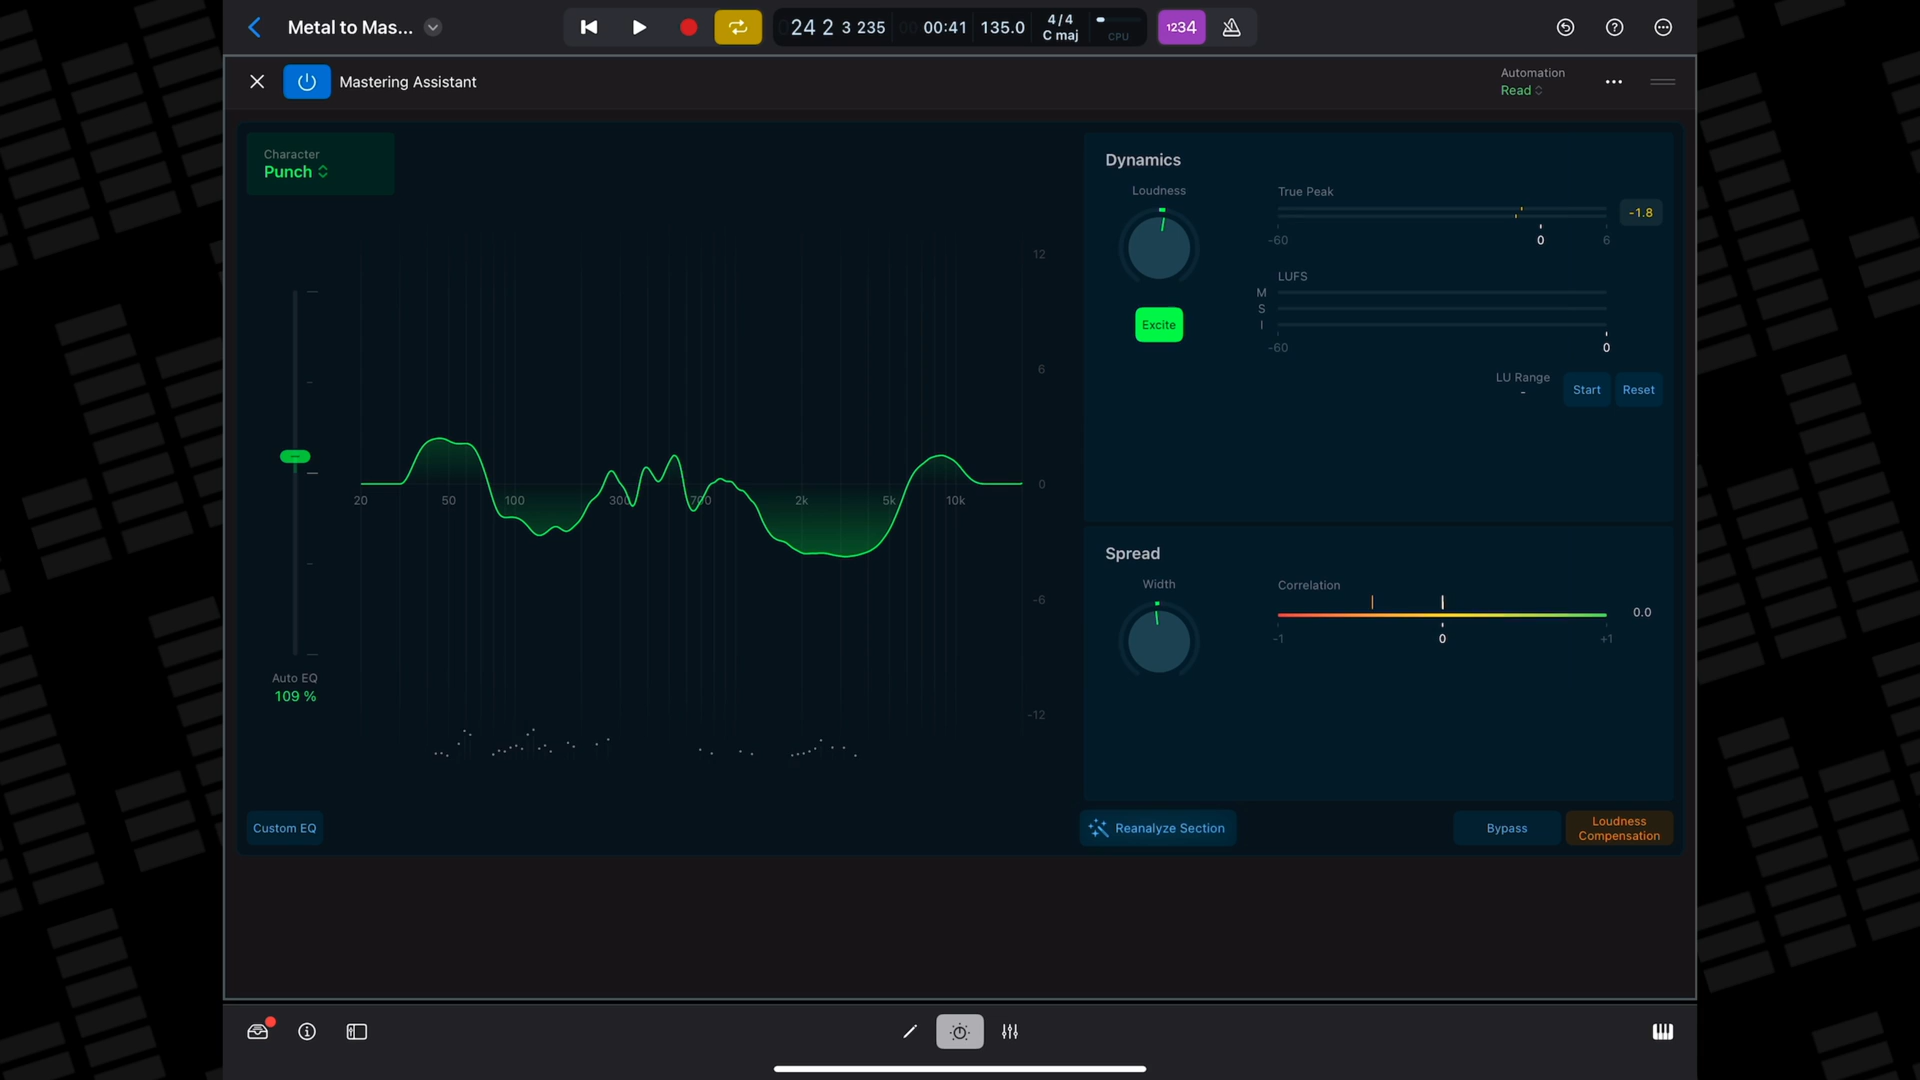 Metal to Mas...
24 2 3 235
00:41
135.0
4/4
C maj
CPU
1234
Mastering Assistant
Automation
Read
Character
Punch
12
6
0
-6
-12
20
50
100
300
700
2k
5k
10k
Auto EQ
109 %
Custom EQ
Dynamics
Loudness
Excite
True Peak
-1.8
-60
0
6
LUFS
M
S
I
-60
0
LU Range
-
Start
Reset
Spread
Width
Correlation
0.0
-1
0
+1
Reanalyze Section
Bypass
Loudness
Compensation